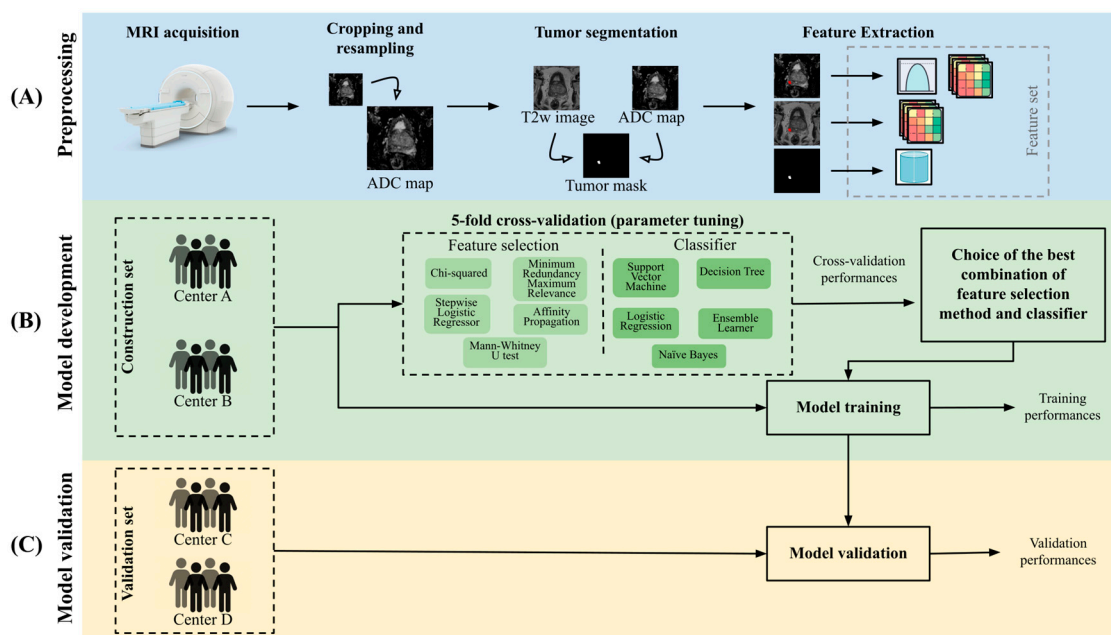 (A)
Preprocessing
MRI acquisition
Cropping and
resampling
ADC map
Tumor segmentation
T2w image
ADC map
Tumor mask
Feature Extraction
Feature set
(B)
Model development
Construction set
Center A
Center B
5-fold cross-validation (parameter tuning)
Feature selection
Chi-squared
Minimum
Redundancy
Maximum
Relevance
Stepwise
Logistic
Regressor
Affinity
Propagation
Mann-Whitney
U test
Classifier
Support
Vector
Machine
Decision Tree
Logistic
Regression
Ensemble
Learner
Naïve Bayes
Cross-validation
performances
Choice of the best
combination of
feature selection
method and classifier
Model training
Training
performances
(C)
Model validation
Validation set
Center C
Center D
Model validation
Validation
performances